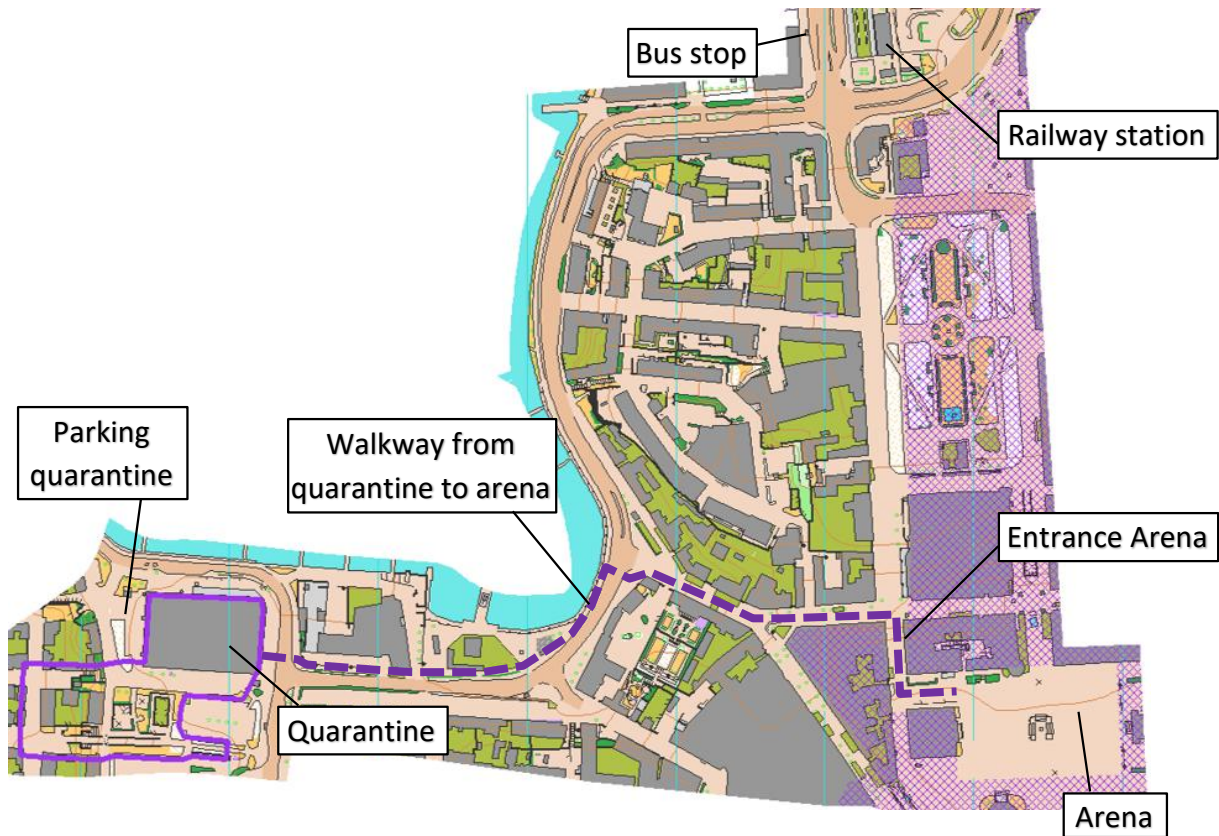 Bus stop
Railway station
Parking
quarantine
Walkway from
quarantine to arena
Entrance Arena
Quarantine
Arena